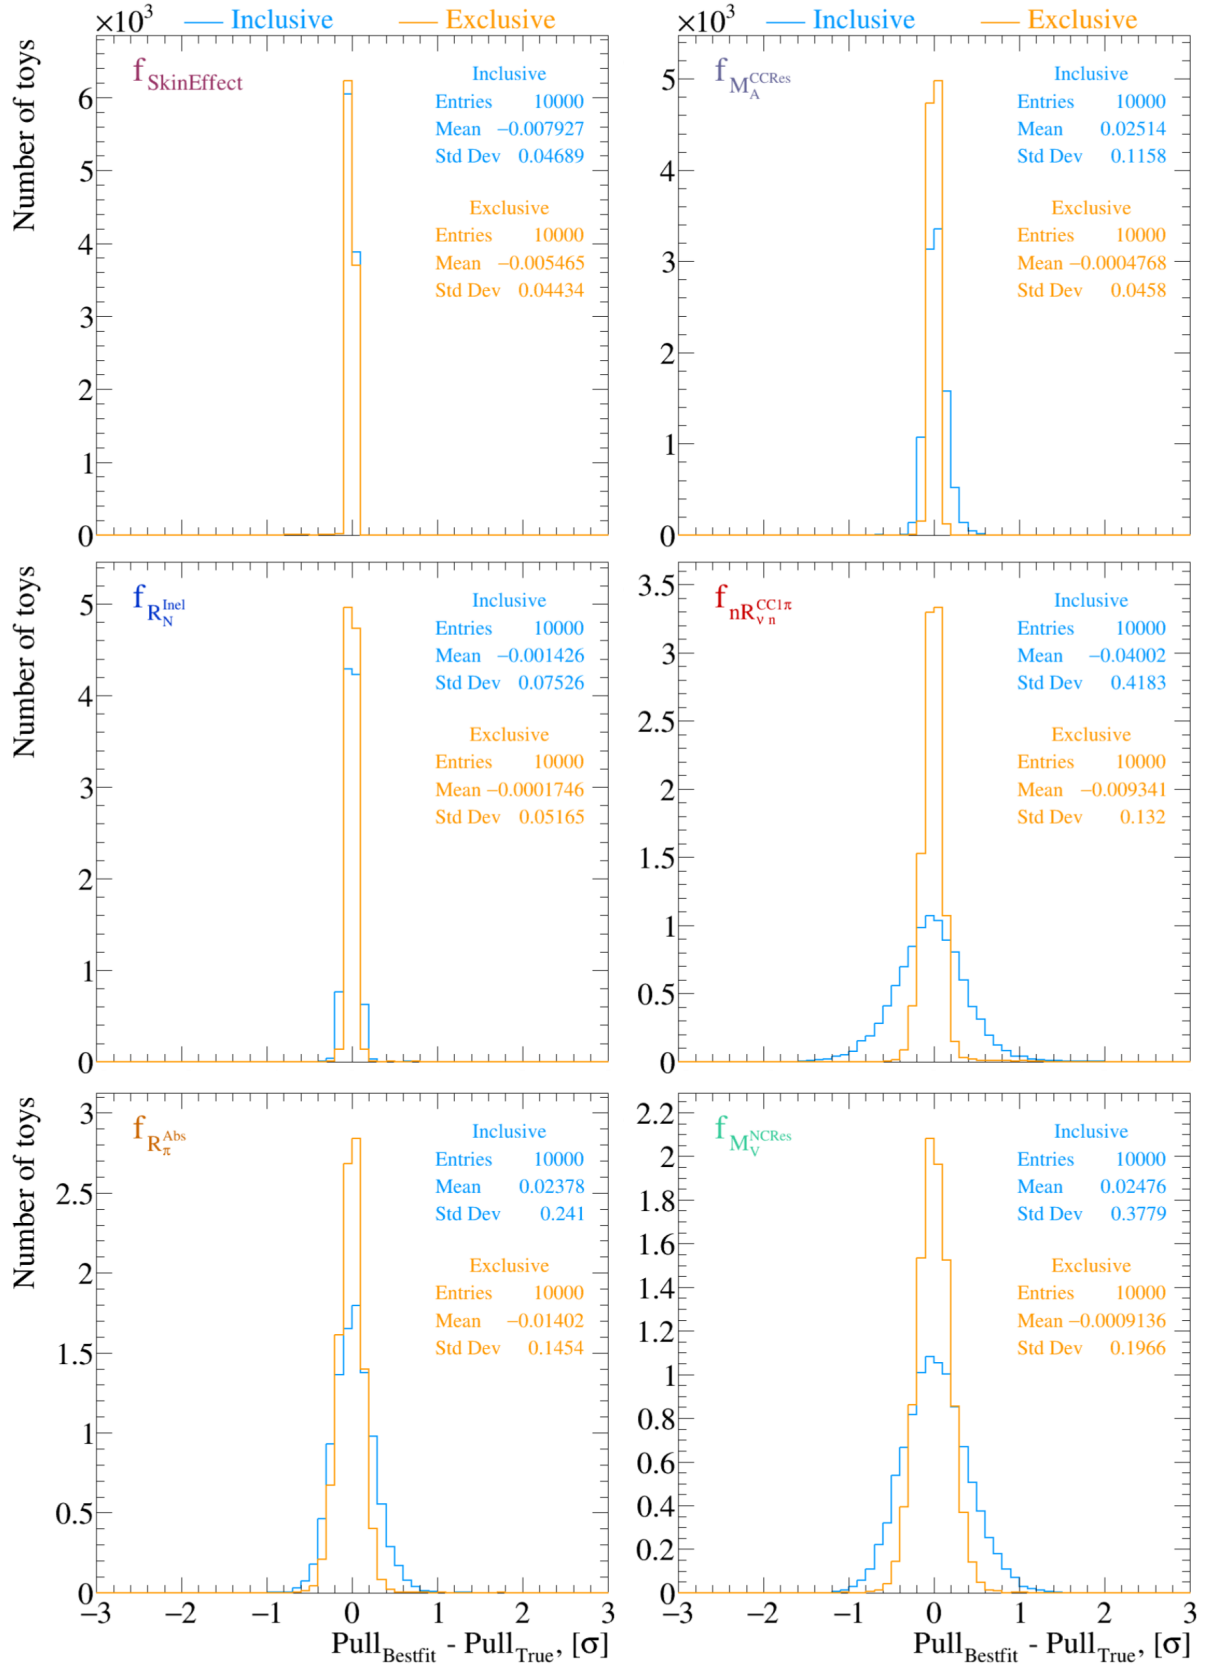 ×10³ Inclusive Exclusive
f SkinEffect
Inclusive
Entries 10000
Mean −0.007927
Std Dev 0.04689
Exclusive
Entries 10000
Mean −0.005465
Std Dev 0.04434
Number of toys
6
5
4
3
2
1
0
×10³ Inclusive Exclusive
f M_A^CCRes
Inclusive
Entries 10000
Mean 0.02514
Std Dev 0.1158
Exclusive
Entries 10000
Mean −0.0004768
Std Dev 0.0458
5
4
3
2
1
0
f R_N^Inel
Inclusive
Entries 10000
Mean −0.001426
Std Dev 0.07526
Exclusive
Entries 10000
Mean −0.0001746
Std Dev 0.05165
Number of toys
5
4
3
2
1
0
f nR_ν n^CC1π
Inclusive
Entries 10000
Mean −0.04002
Std Dev 0.4183
Exclusive
Entries 10000
Mean −0.009341
Std Dev 0.132
3.5
3
2.5
2
1.5
1
0.5
0
f R_π^Abs
Inclusive
Entries 10000
Mean 0.02378
Std Dev 0.241
Exclusive
Entries 10000
Mean −0.01402
Std Dev 0.1454
Number of toys
3
2.5
2
1.5
1
0.5
0
−3 −2 −1 0 1 2 3
Pull_Bestfit - Pull_True, [σ]
f M_V^NCRes
Inclusive
Entries 10000
Mean 0.02476
Std Dev 0.3779
Exclusive
Entries 10000
Mean −0.0009136
Std Dev 0.1966
2.2
2
1.8
1.6
1.4
1.2
1
0.8
0.6
0.4
0.2
0
−3 −2 −1 0 1 2 3
Pull_Bestfit - Pull_True, [σ]